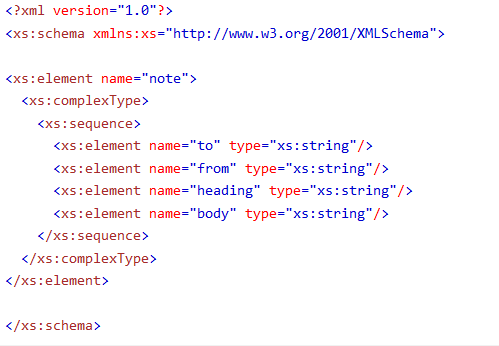 <?xml version="1.0"?>
<xs:schema xmlns:xs="http://www.w3.org/2001/XMLSchema">

<xs:element name="note">
  <xs:complexType>
    <xs:sequence>
      <xs:element name="to" type="xs:string"/>
      <xs:element name="from" type="xs:string"/>
      <xs:element name="heading" type="xs:string"/>
      <xs:element name="body" type="xs:string"/>
    </xs:sequence>
  </xs:complexType>
</xs:element>

</xs:schema>